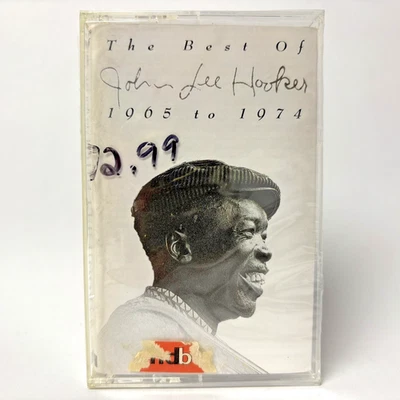 The Best Of
John Lee Hooker
1965 to 1974
2.99